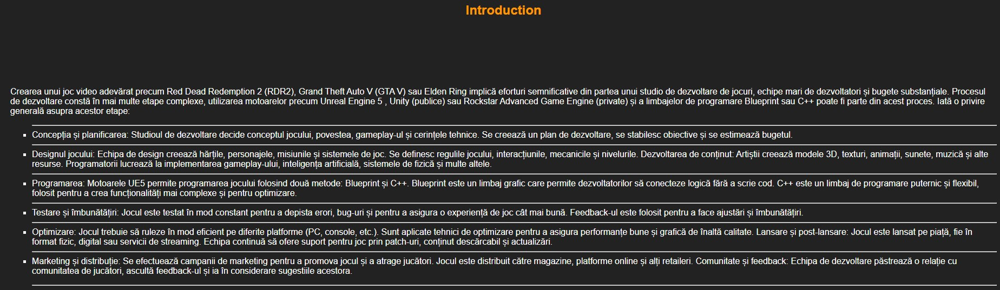 Introduction
Crearea unui joc video adevărat precum Red Dead Redemption 2 (RDR2), Grand Theft Auto V (GTA V) sau Elden Ring implică eforturi semnificative din partea unui studio de dezvoltare de jocuri, echipe mari de dezvoltatori și bugete substanțiale. Procesul
de dezvoltare constă în mai multe etape complexe, utilizarea motoarelor precum Unreal Engine 5 , Unity (publice) sau Rockstar Advanced Game Engine (private) și a limbajelor de programare Blueprint sau C++ poate fi parte din acest proces. Iată o privire
generală asupra acestor etape:
Concepția și planificarea: Studioul de dezvoltare decide conceptul jocului, povestea, gameplay-ul și cerințele tehnice. Se creează un plan de dezvoltare, se stabilesc obiective și se estimează bugetul.
Designul jocului: Echipa de design creează hărțile, personajele, misiunile și sistemele de joc. Se definesc regulile jocului, interacțiunile, mecanicile și nivelurile. Dezvoltarea de conținut: Artiștii creează modele 3D, texturi, animații, sunete, muzică și alte
resurse. Programatorii lucrează la implementarea gameplay-ului, inteligența artificială, sistemele de fizică și multe altele.
Programarea: Motoarele UE5 permite programarea jocului folosind două metode: Blueprint și C++. Blueprint este un limbaj grafic care permite dezvoltatorilor să conecteze logică fără a scrie cod. C++ este un limbaj de programare puternic și flexibil,
folosit pentru a crea funcționalități mai complexe și pentru optimizare.
Testare și îmbunătățiri: Jocul este testat în mod constant pentru a depista erori, bug-uri și pentru a asigura o experiență de joc cât mai bună. Feedback-ul este folosit pentru a face ajustări și îmbunătățiri.
Optimizare: Jocul trebuie să ruleze în mod eficient pe diferite platforme (PC, console, etc.). Sunt aplicate tehnici de optimizare pentru a asigura performanțe bune și grafică de înaltă calitate. Lansare și post-lansare: Jocul este lansat pe piață, fie în
format fizic, digital sau servicii de streaming. Echipa continuă să ofere suport pentru joc prin patch-uri, conținut descărcabil și actualizări.
Marketing și distribuție: Se efectuează campanii de marketing pentru a promova jocul și a atrage jucători. Jocul este distribuit către magazine, platforme online și alți retaileri. Comunitate și feedback: Echipa de dezvoltare păstrează o relație cu
comunitatea de jucători, ascultă feedback-ul și ia în considerare sugestiile acestora.